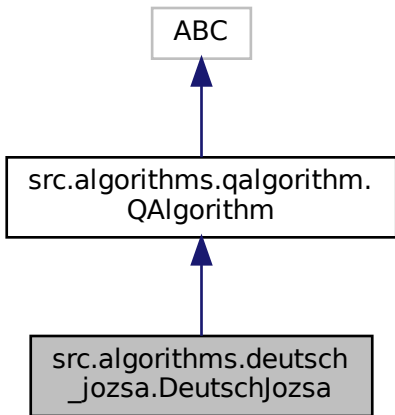 ABC
src.algorithms.qalgorithm.
QAlgorithm
src.algorithms.deutsch
_jozsa.DeutschJozsa